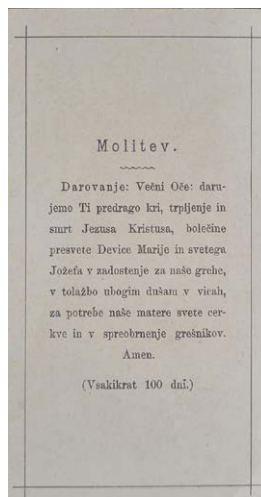 Molitev.
Darovanje: Večni Oče: daru-
jemo Ti predrago kri, trpljenje in
smrt Jezusa Kristusa, bolečine
presvete Device Marije in svetega
Jožefa v zadostenje za naše grehe,
v tolažbo ubogim dušam v vicah,
za potrebe naše matere svete cer-
kve in v spreobrnenje grešnikov.
Amen.
(Vsakikrat 100 dni.)